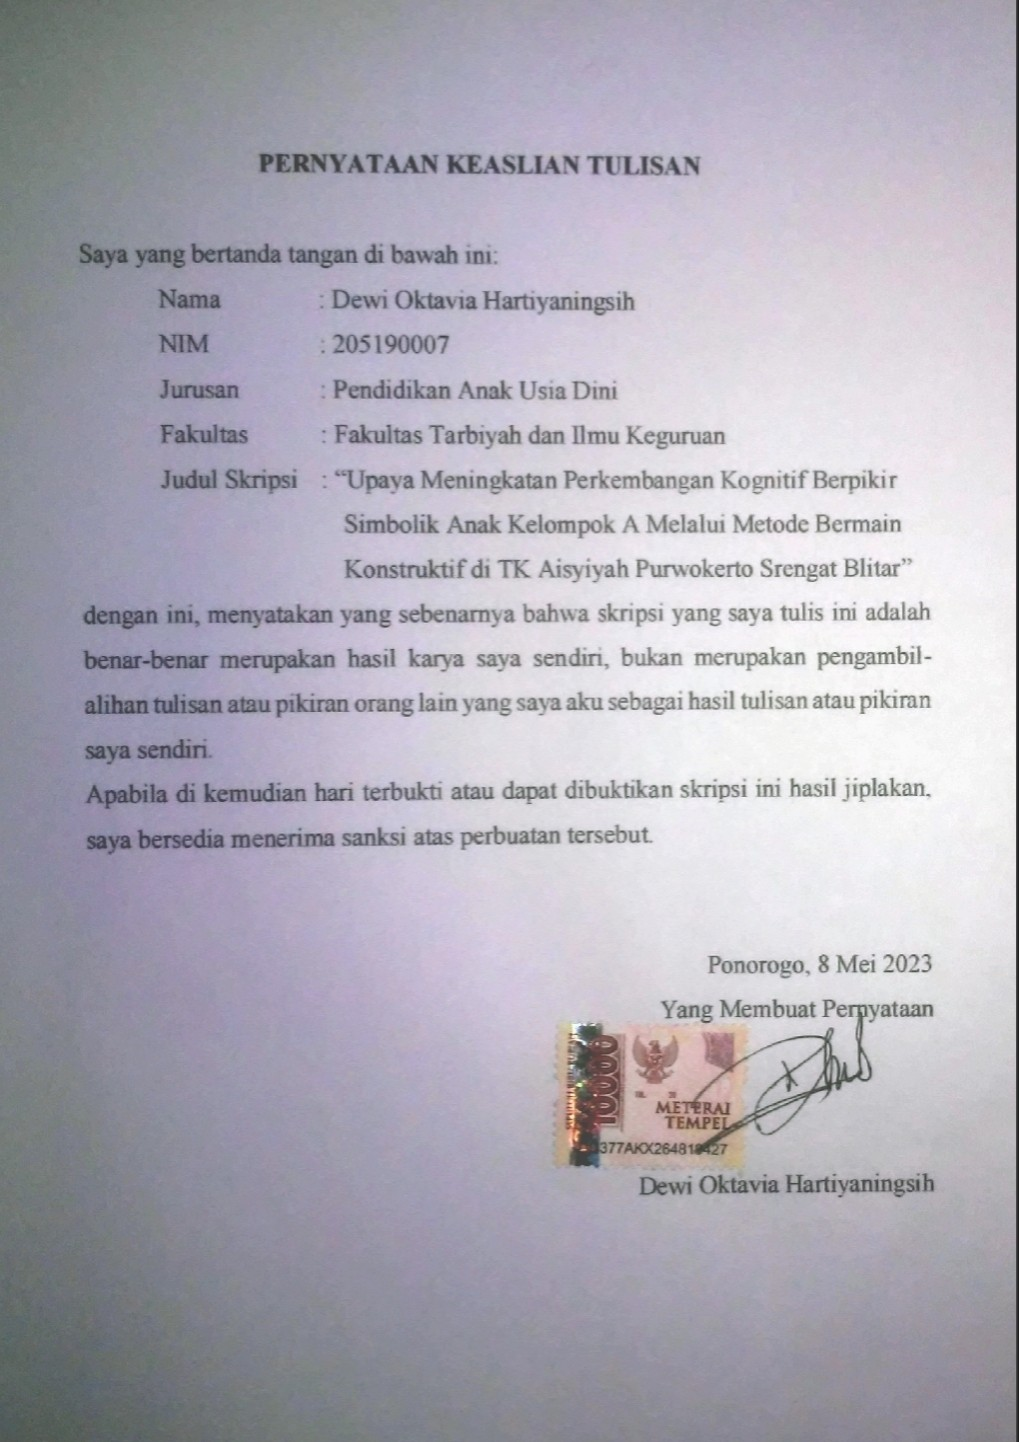 PERNYATAAN KEASLIAN TULISAN
Saya yang bertanda tangan di bawah ini:
Nama : Dewi Oktavia Hartiyaningsih
NIM : 205190007
Jurusan : Pendidikan Anak Usia Dini
Fakultas : Fakultas Tarbiyah dan Ilmu Keguruan
Judul Skripsi : “Upaya Meningkatan Perkembangan Kognitif Berpikir
Simbolik Anak Kelompok A Melalui Metode Bermain
Konstruktif di TK Aisyiyah Purwokerto Srengat Blitar”
dengan ini, menyatakan yang sebenarnya bahwa skripsi yang saya tulis ini adalah
benar-benar merupakan hasil karya saya sendiri, bukan merupakan pengambil-
alihan tulisan atau pikiran orang lain yang saya aku sebagai hasil tulisan atau pikiran
saya sendiri.
Apabila di kemudian hari terbukti atau dapat dibuktikan skripsi ini hasil jiplakan,
saya bersedia menerima sanksi atas perbuatan tersebut.
Ponorogo, 8 Mei 2023
Yang Membuat Pernyataan
10000
METERAI
TEMPEL
Dewi Oktavia Hartiyaningsih